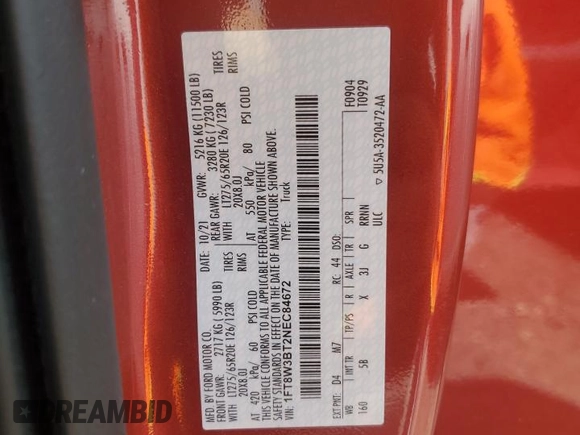 MFD. BY FORD MOTOR CO.
DATE: 10/21 GVWR: 5216 KG (11500 LB)
FRONT GAWR: 2717 KG ( 5990 LB) REAR GAWR: 3280 KG ( 7230 LB)
WITH LT275/65R20E 126/123R TIRES WITH LT275/65R20E 126/123R TIRES
20X8.0J RIMS 20X8.0J RIMS
AT 420 kPa/ 60 PSI COLD AT 550 kPa/ 80 PSI COLD
THIS VEHICLE CONFORMS TO ALL APPLICABLE FEDERAL MOTOR VEHICLE
SAFETY STANDARDS IN EFFECT ON THE DATE OF MANUFACTURE SHOWN ABOVE.
1FT8W3BT2NEC84672 TYPE: Truck
F0904
T0929
EXT PNT: D4 M7 RC: 44 DSO:
WB INT TR TP/PS R AXLE TR SPR
160 5B X 3J G RRNN
ULC
▽ 5U5A-3520472-AA
EPICVIN
EPICVIN.COM